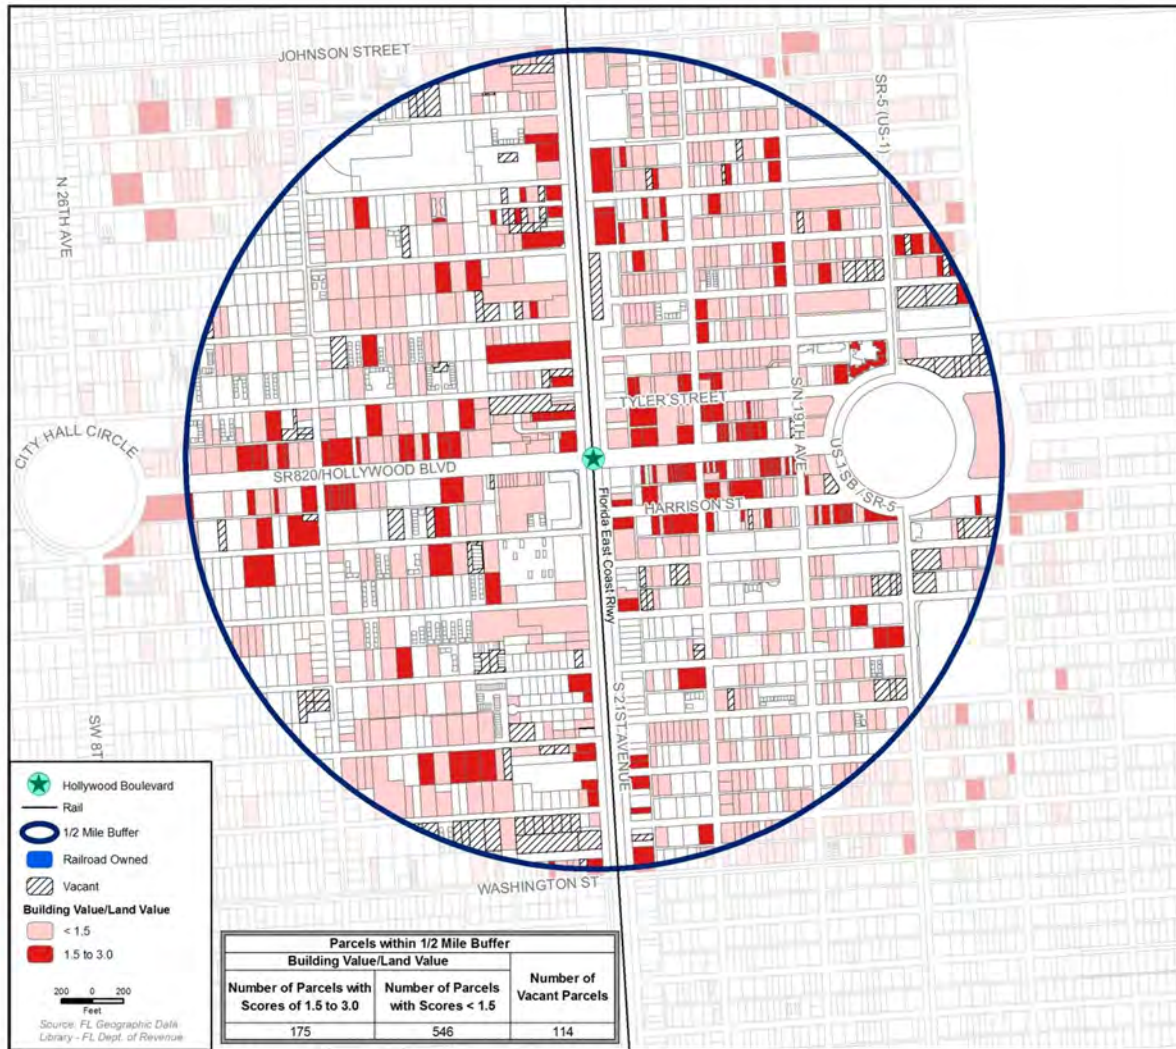 JOHNSON STREET
SR-5 (US-1)
N 26TH AVE
TYLER STREET
S/N 19TH AVE
CITY HALL CIRCLE
SR820/HOLLYWOOD BLVD
US-1 SB / SR-5
HARRISON ST
Florida East Coast Rlwy
S 21ST AVENUE
SW 8T
WASHINGTON ST
Hollywood Boulevard
Rail
1/2 Mile Buffer
Railroad Owned
Vacant
Building Value/Land Value
< 1.5
1.5 to 3.0
200 0 200
Feet
Source: FL Geographic Data
Library - FL Dept. of Revenue
Parcels within 1/2 Mile Buffer
Building Value/Land Value
Number of Parcels with
Scores of 1.5 to 3.0
Number of Parcels
with Scores < 1.5
Number of
Vacant Parcels
175 546 114